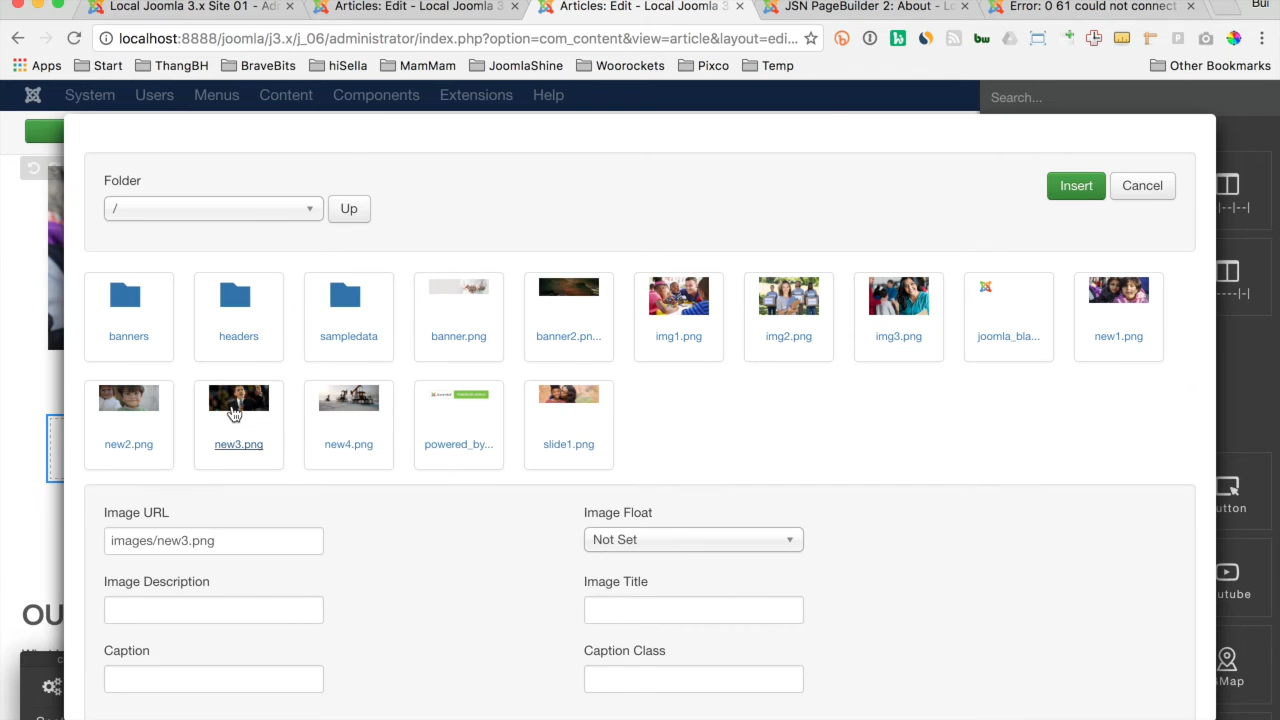 Local Joomla 3.x Site 01 - Ad
Articles: Edit - Local Joomla 3
Articles: Edit - Local Joomla 3
JSN PageBuilder 2: About - Lo
Error: 0 61 could not connect
Bui
localhost:8888/joomla/j3.x/j_06/administrator/index.php?option=com_content&view=article&layout=edi...
Apps
Start
ThangBH
BraveBits
hiSella
MamMam
JoomlaShine
Woorockets
Pixco
Temp
Other Bookmarks
System
Users
Menus
Content
Components
Extensions
Help
Search...
Folder
/
Up
Insert
Cancel
banners
headers
sampledata
banner.png
banner2.pn...
img1.png
img2.png
img3.png
joomla_bla...
new1.png
new2.png
new3.png
new4.png
powered_by...
slide1.png
Image URL
images/new3.png
Image Float
Not Set
Image Description
Image Title
Caption
Caption Class
OU
utton
utube
Map